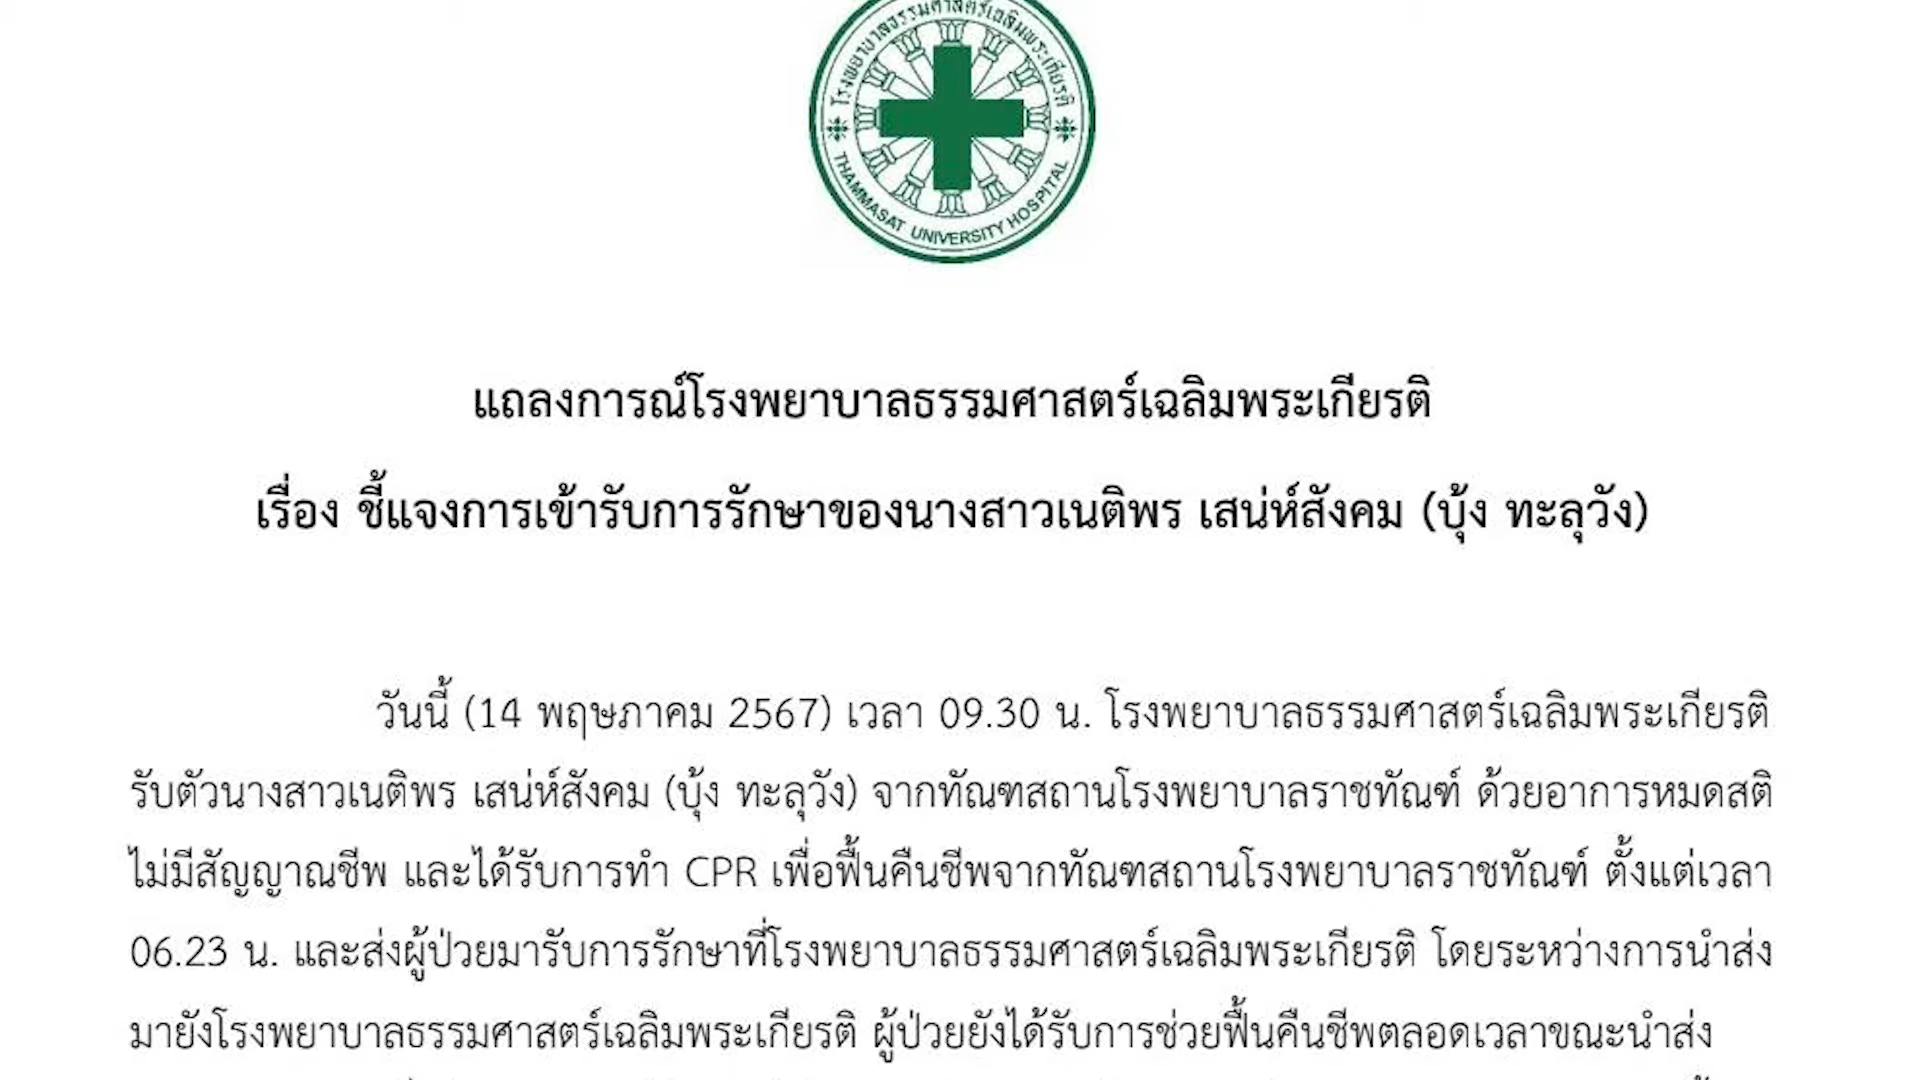 โรงพยาบาลธรรมศาสตร์เฉลิมพระเกียรติ
THAMMASAT UNIVERSITY HOSPITAL
แถลงการณ์โรงพยาบาลธรรมศาสตร์เฉลิมพระเกียรติ
เรื่อง ชี้แจงการเข้ารับการรักษาของนางสาวเนติพร เสน่ห์สังคม (บุ้ง ทะลุวัง)
วันนี้ (14 พฤษภาคม 2567) เวลา 09.30 น. โรงพยาบาลธรรมศาสตร์เฉลิมพระเกียรติ
รับตัวนางสาวเนติพร เสน่ห์สังคม (บุ้ง ทะลุวัง) จากทัณฑสถานโรงพยาบาลราชทัณฑ์ ด้วยอาการหมดสติ
ไม่มีสัญญาณชีพ และได้รับการทำ CPR เพื่อฟื้นคืนชีพจากทัณฑสถานโรงพยาบาลราชทัณฑ์ ตั้งแต่เวลา
06.23 น. และส่งผู้ป่วยมารับการรักษาที่โรงพยาบาลธรรมศาสตร์เฉลิมพระเกียรติ โดยระหว่างการนำส่ง
มายังโรงพยาบาลธรรมศาสตร์เฉลิมพระเกียรติ ผู้ป่วยยังได้รับการช่วยฟื้นคืนชีพตลอดเวลาขณะนำส่ง